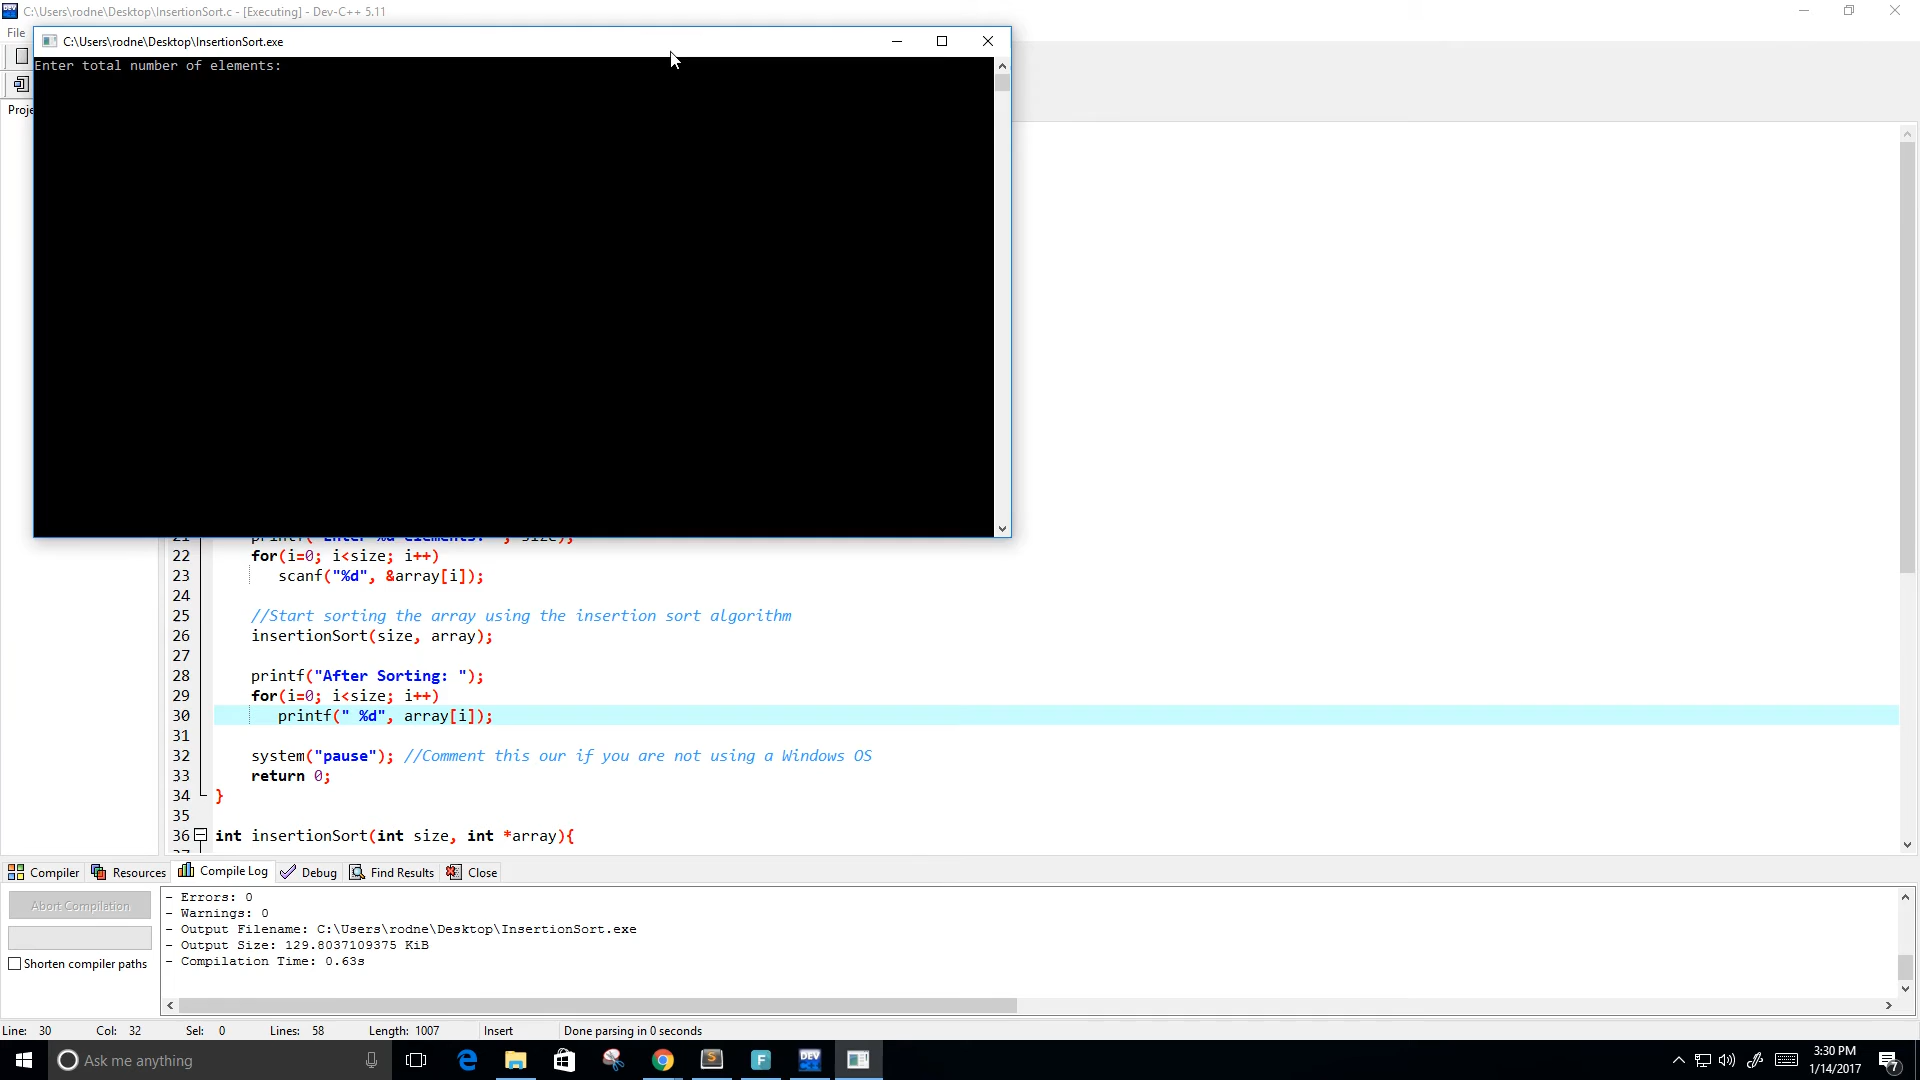 C:\Users\rodne\Desktop\InsertionSort.c - [Executing] - Dev-C++ 5.11
File
C:\Users\rodne\Desktop\InsertionSort.exe
Enter total number of elements:
Proje
21 printf("Enter %d elements: ", size);
22 for(i=0; i<size; i++)
23 scanf("%d", &array[i]);
24
25 //Start sorting the array using the insertion sort algorithm
26 insertionSort(size, array);
27
28 printf("After Sorting: ");
29 for(i=0; i<size; i++)
30 printf(" %d", array[i]);
31
32 system("pause"); //Comment this our if you are not using a Windows OS
33 return 0;
34 }
35
36 int insertionSort(int size, int *array){
Compiler Resources Compile Log Debug Find Results Close
Abort Compilation
Shorten compiler paths
- Errors: 0
- Warnings: 0
- Output Filename: C:\Users\rodne\Desktop\InsertionSort.exe
- Output Size: 129.8037109375 KiB
- Compilation Time: 0.63s
Line: 30 Col: 32 Sel: 0 Lines: 58 Length: 1007 Insert Done parsing in 0 seconds
Ask me anything
DEV
3:30 PM
1/14/2017
7